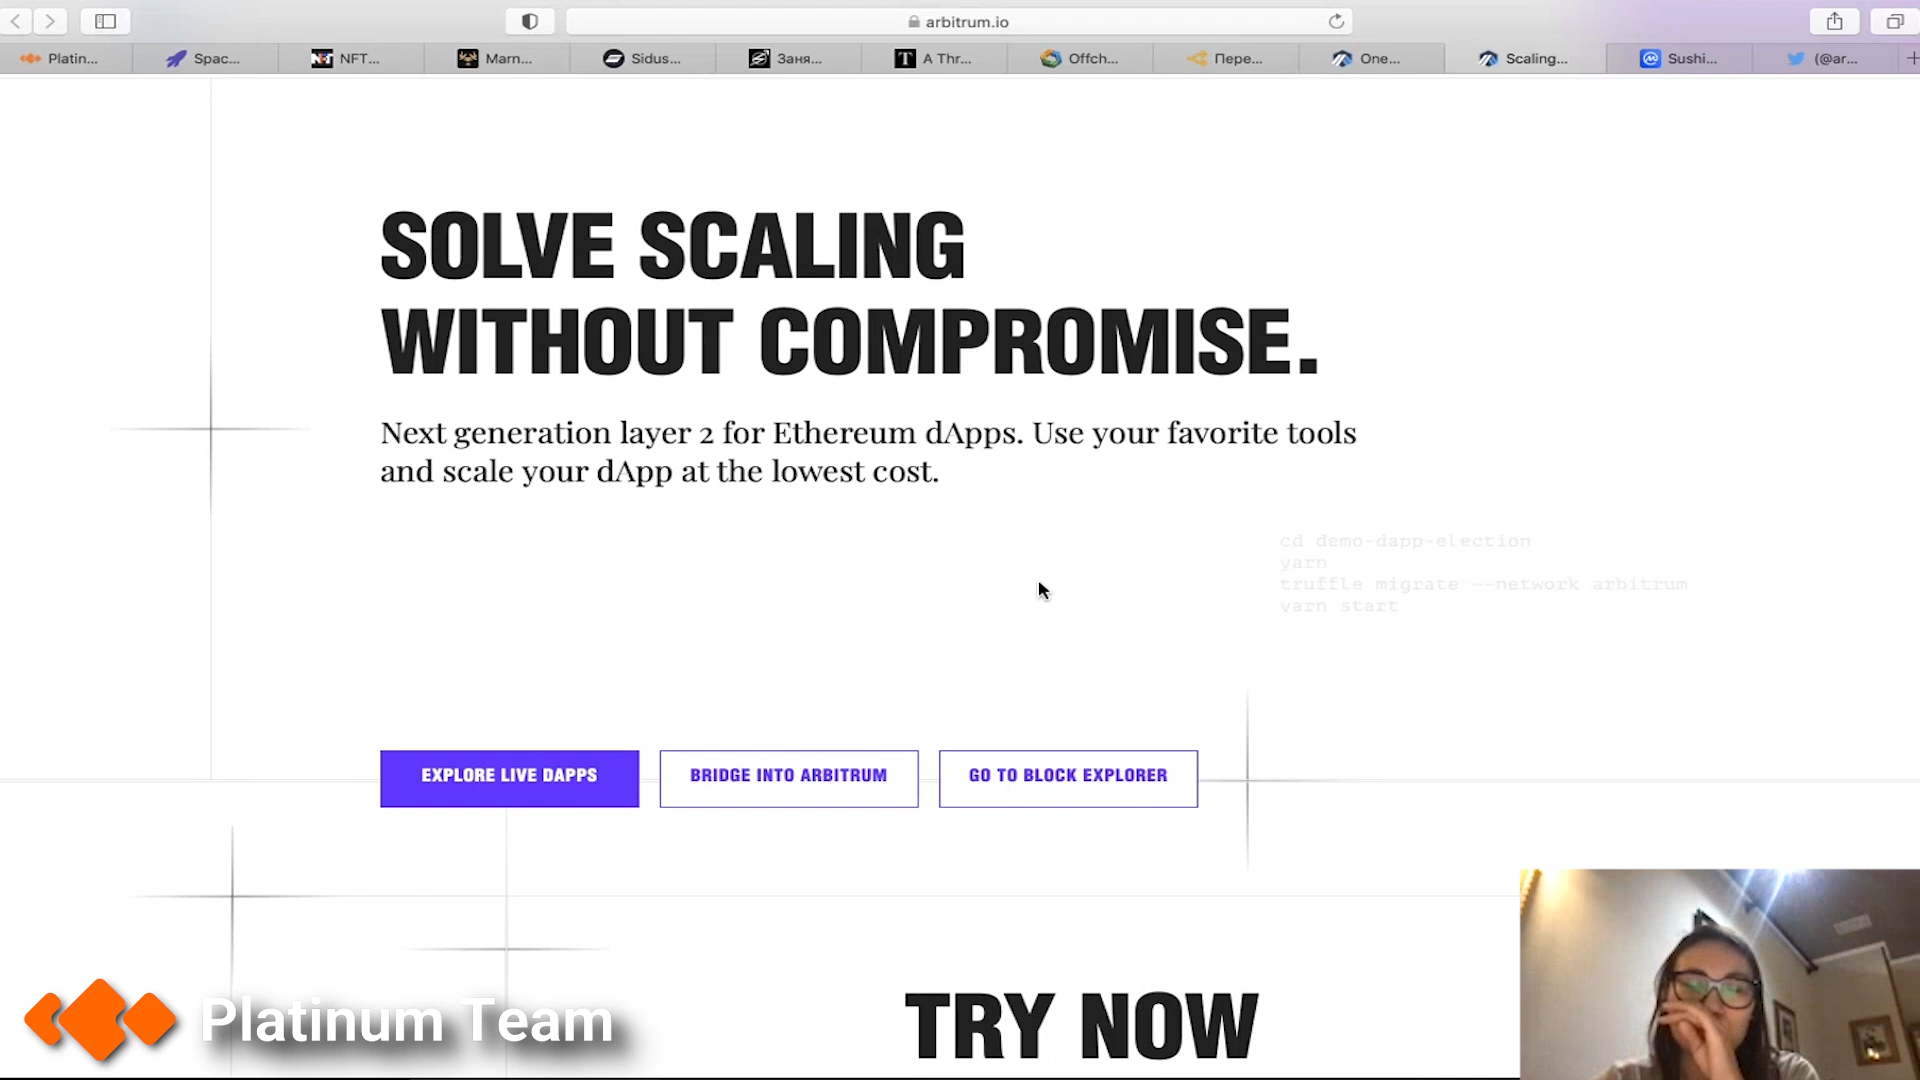 arbitrum.io
Platin...
Spac...
NFT...
Marn...
Sidus...
Заня...
A Thr...
Offch...
Пере...
One...
Scaling...
Sushi...
(@ar...
SOLVE SCALING
WITHOUT COMPROMISE.
Next generation layer 2 for Ethereum dΛpps. Use your favorite tools
and scale your dΛpp at the lowest cost.
cd demo-dapp-election
yarn
truffle migrate --network arbitrum
yarn start
EXPLORE LIVE DAPPS
BRIDGE INTO ARBITRUM
GO TO BLOCK EXPLORER
TRY NOW
Platinum Team